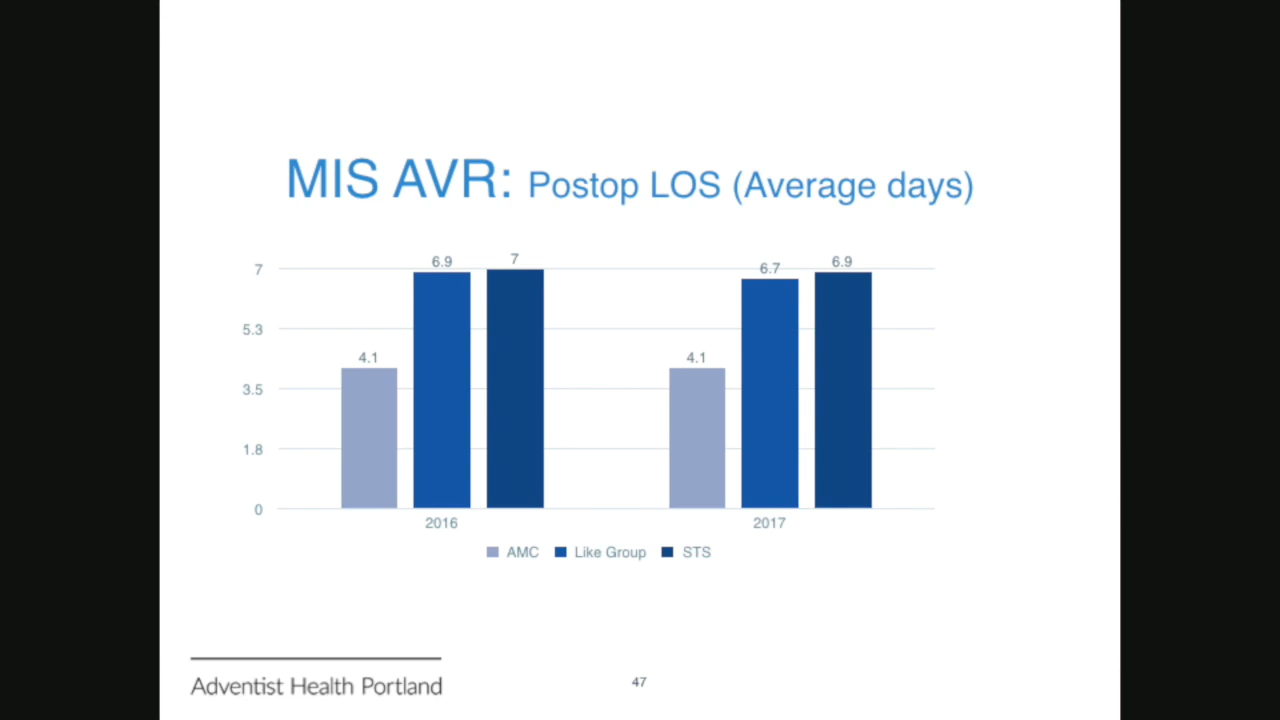 MIS AVR: Postop LOS (Average days)
7
5.3
3.5
1.8
0
4.1
6.9
7
4.1
6.7
6.9
2016
2017
AMC
Like Group
STS
Adventist Health Portland
47